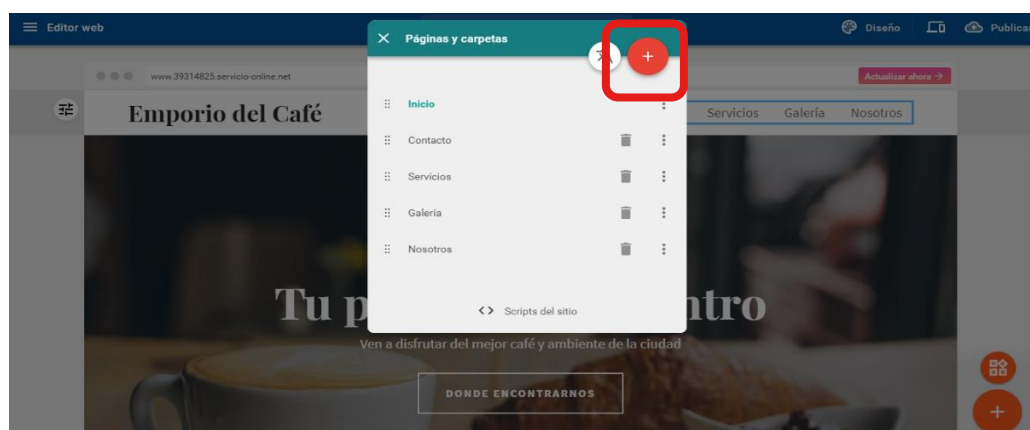 Editor web
Páginas y carpetas
Diseño
Publica
www.39314825.servicio-online.net
Actualizar ahora →
Emporio del Café
Servicios Galería Nosotros
Inicio
Contacto
Servicios
Galería
Nosotros
Scripts del sitio
Tu p
ntro
Ven a disfrutar del mejor café y ambiente de la ciudad
DONDE ENCONTRARNOS